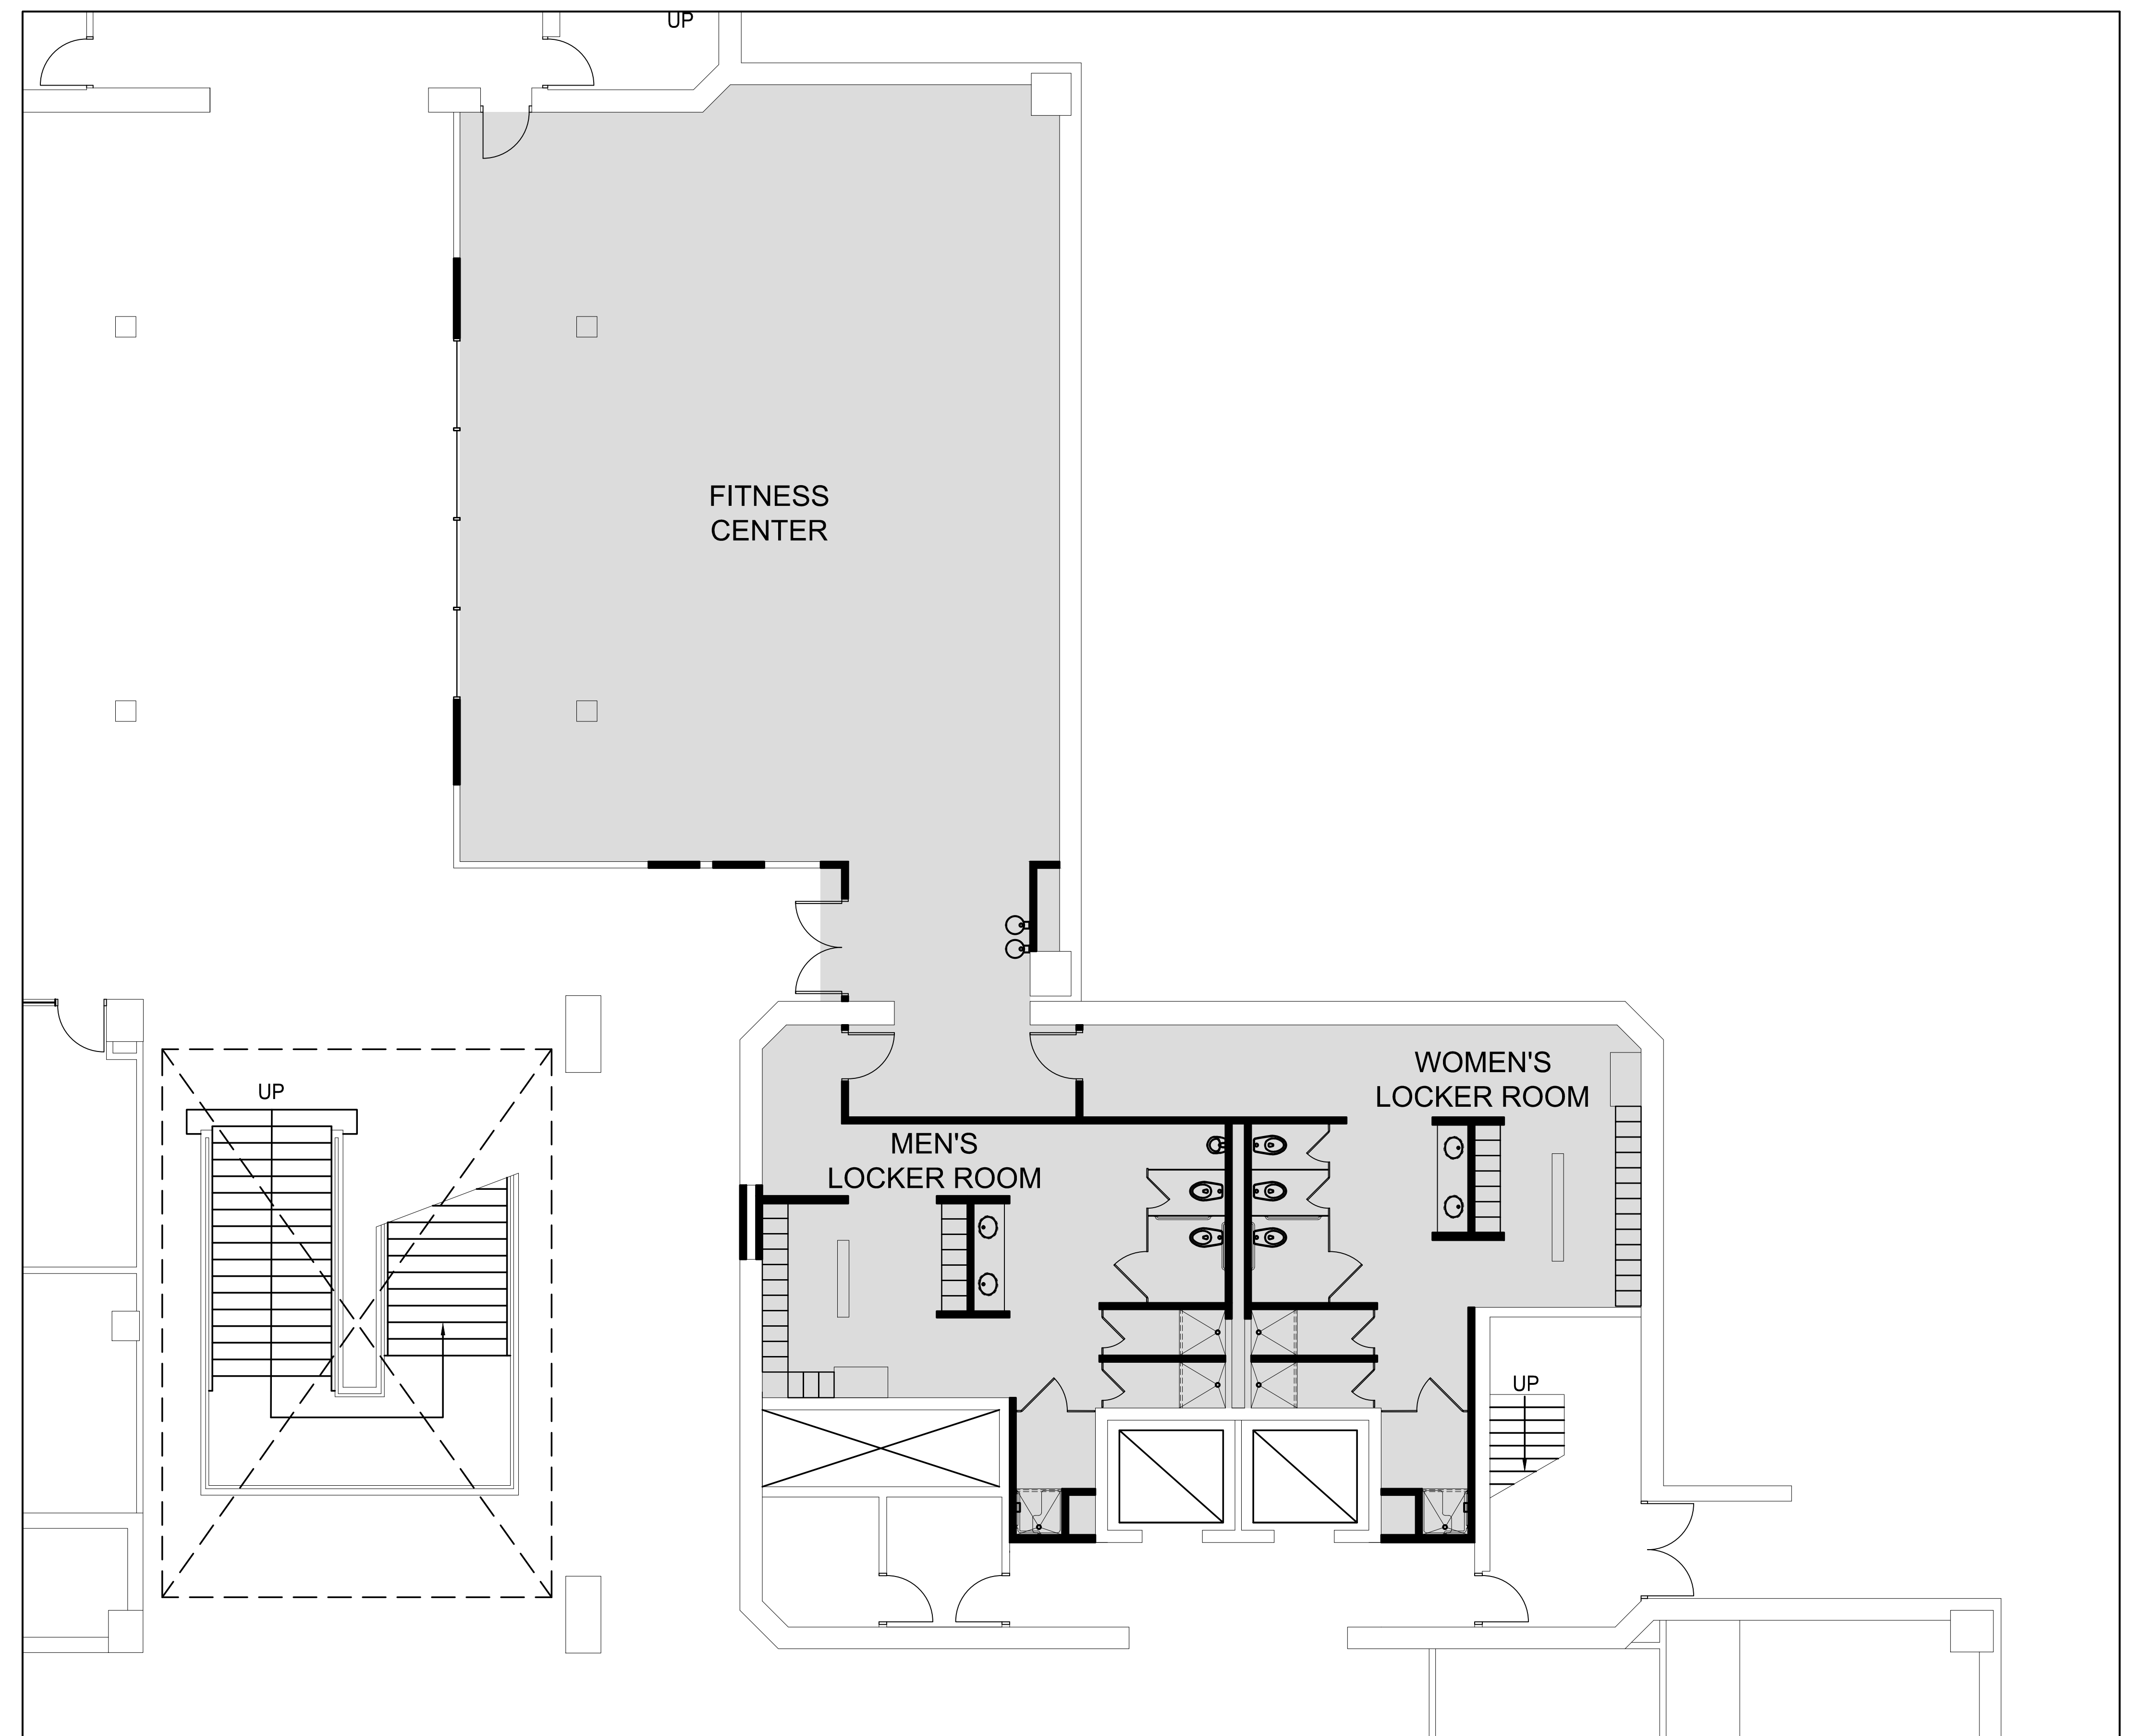 UP
FITNESS
CENTER
WOMEN'S
LOCKER ROOM
UP
MEN'S
LOCKER ROOM
UP